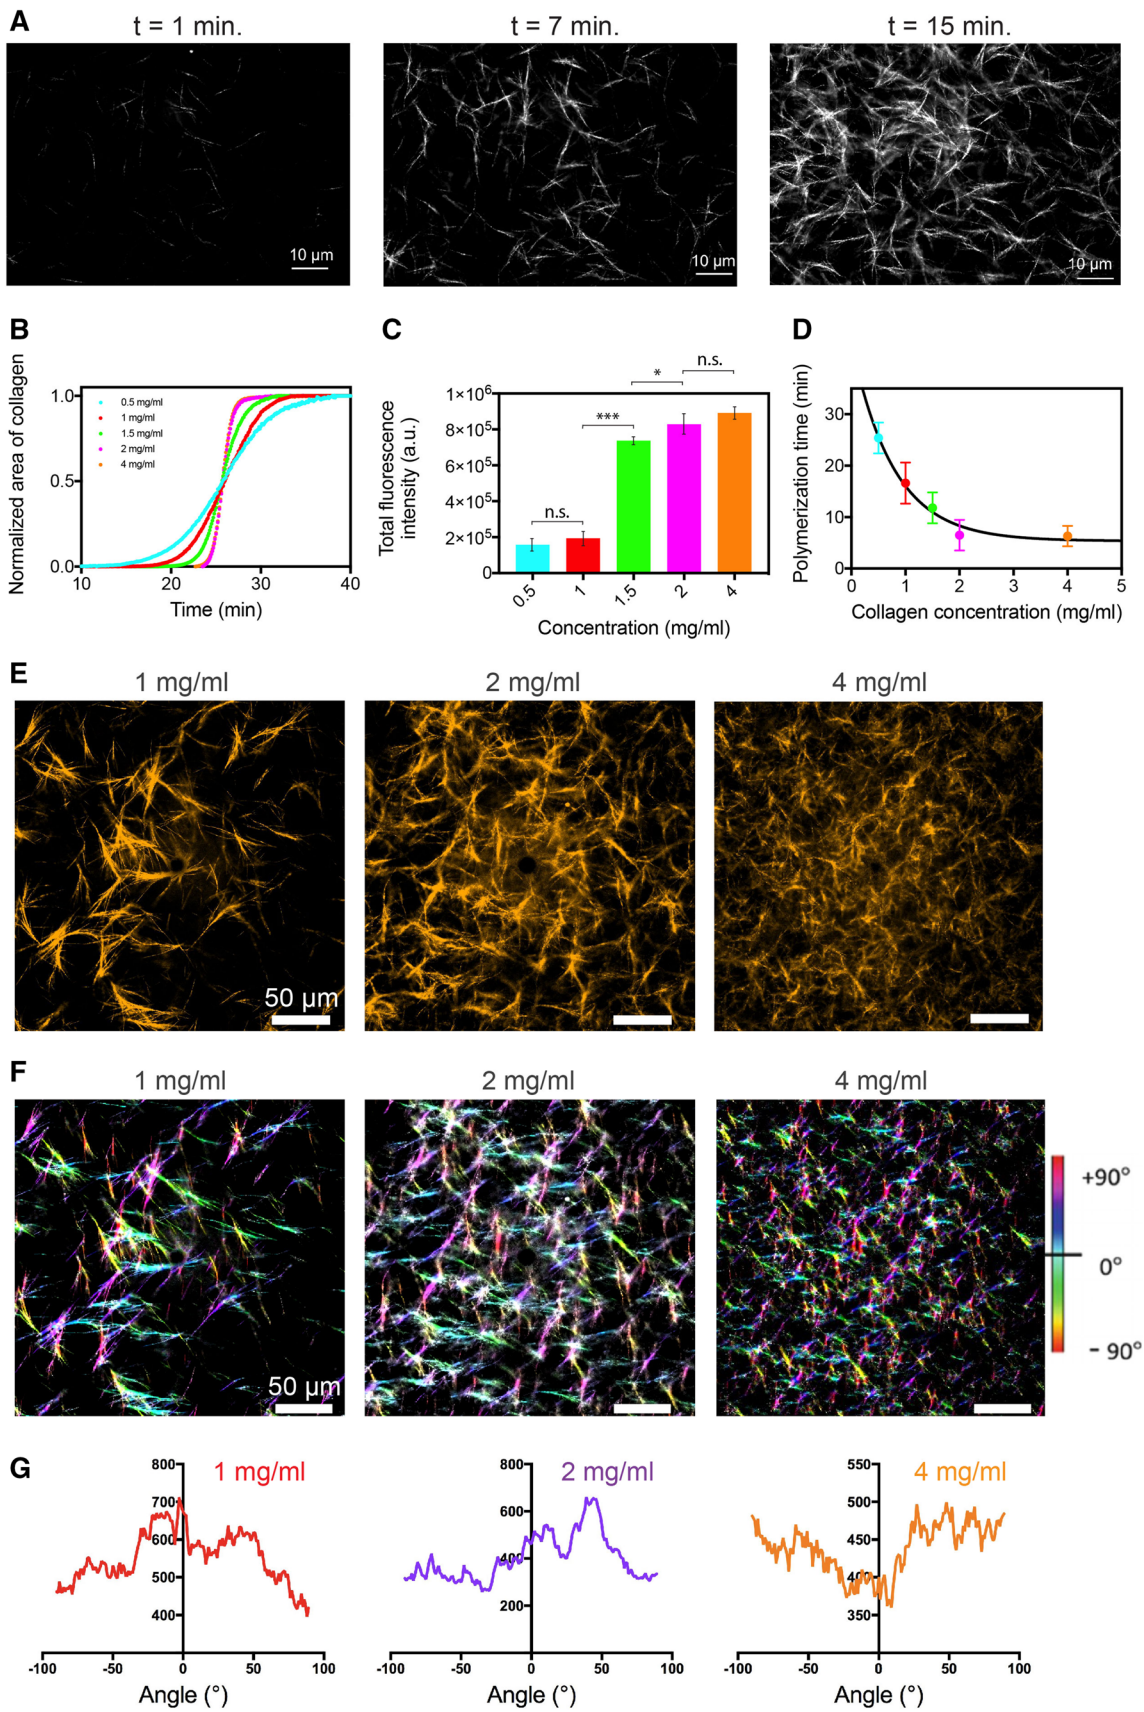 A
t = 1 min.
t = 7 min.
t = 15 min.
10 µm
10 µm
10 µm
B
C
D
Normalized area of collagen
1.0
0.5
0.0
0.5 mg/ml
1 mg/ml
1.5 mg/ml
2 mg/ml
4 mg/ml
10
20
30
40
Time (min)
Total fluorescence
intensity (a.u.)
1×10⁶
8×10⁵
6×10⁵
4×10⁵
2×10⁵
0
n.s.
***
*
n.s.
0.5
1
1.5
2
4
Concentration (mg/ml)
Polymerization time (min)
30
20
10
0
0
1
2
3
4
5
Collagen concentration (mg/ml)
E
1 mg/ml
2 mg/ml
4 mg/ml
50 µm
F
1 mg/ml
2 mg/ml
4 mg/ml
50 µm
+90°
0°
- 90°
G
1 mg/ml
800
700
600
500
400
-100
-50
0
50
100
Angle (°)
2 mg/ml
800
600
400
200
-100
-50
0
50
100
Angle (°)
4 mg/ml
550
500
450
400
350
-100
-50
0
50
100
Angle (°)